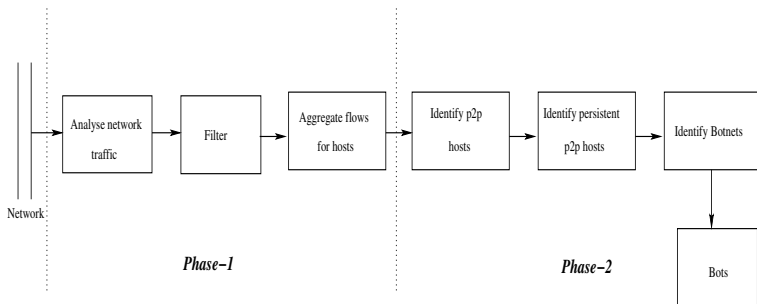 Network
Analyse network
traffic
Filter
Aggregate flows
for hosts
Identify p2p
hosts
Identify persistent
p2p hosts
Identify Botnets
Bots
Phase-1
Phase-2